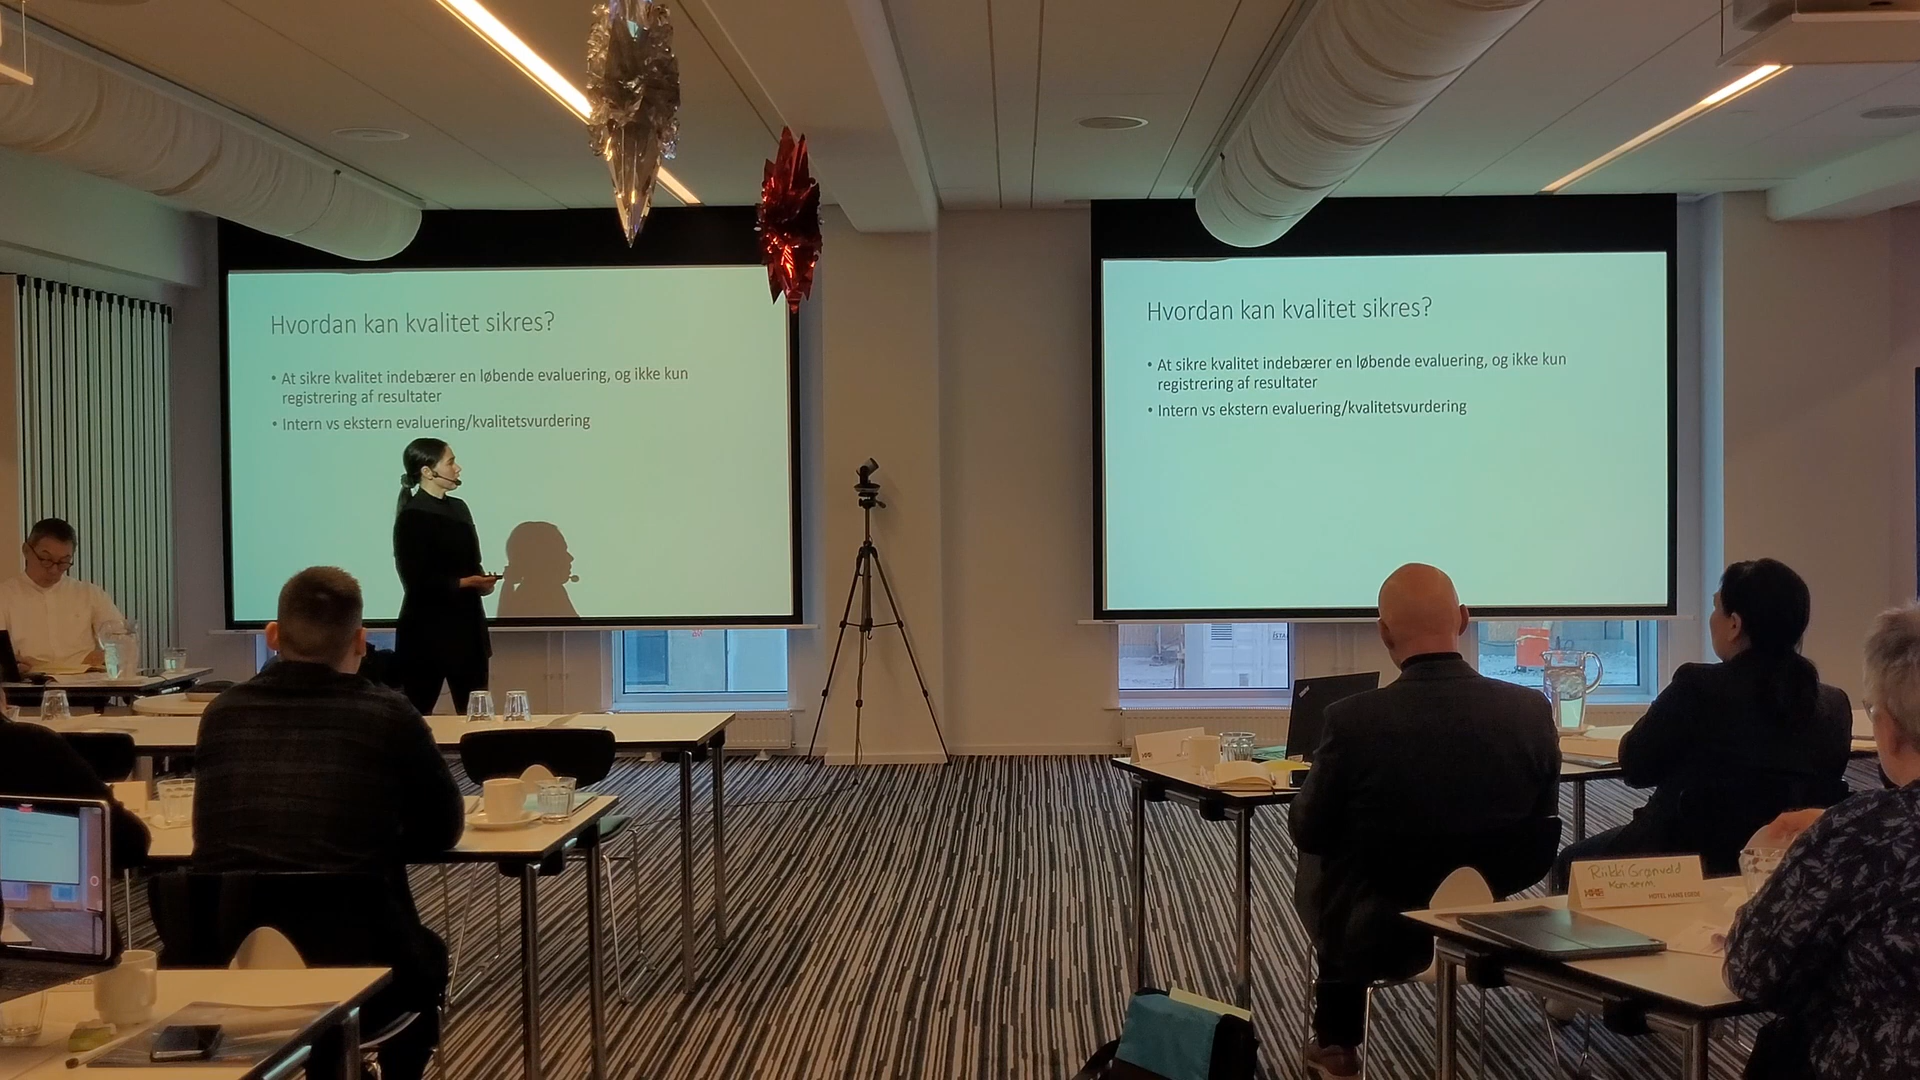 Hvordan kan kvalitet sikres?
• At sikre kvalitet indebærer en løbende evaluering, og ikke kun
registrering af resultater
• Intern vs ekstern evaluering/kvalitetsvurdering
Hvordan kan kvalitet sikres?
• At sikre kvalitet indebærer en løbende evaluering, og ikke kun
registrering af resultater
• Intern vs ekstern evaluering/kvalitetsvurdering
HOTEL HANS EGEDE